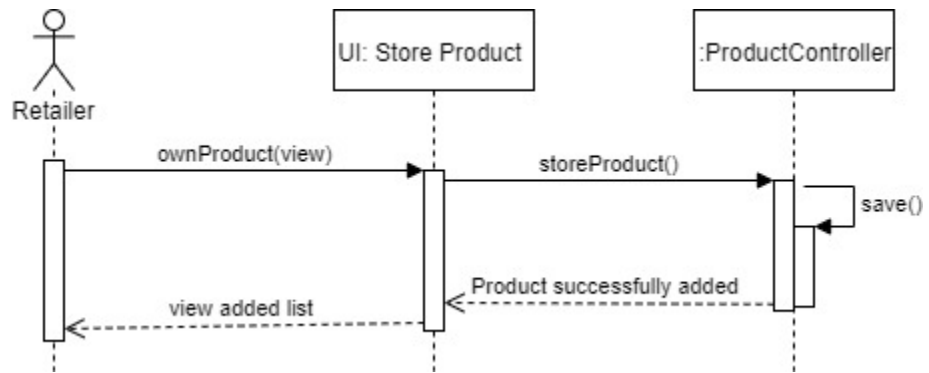 UI: Store Product
:ProductController
Retailer
ownProduct(view)
storeProduct()
save()
Product successfully added
view added list